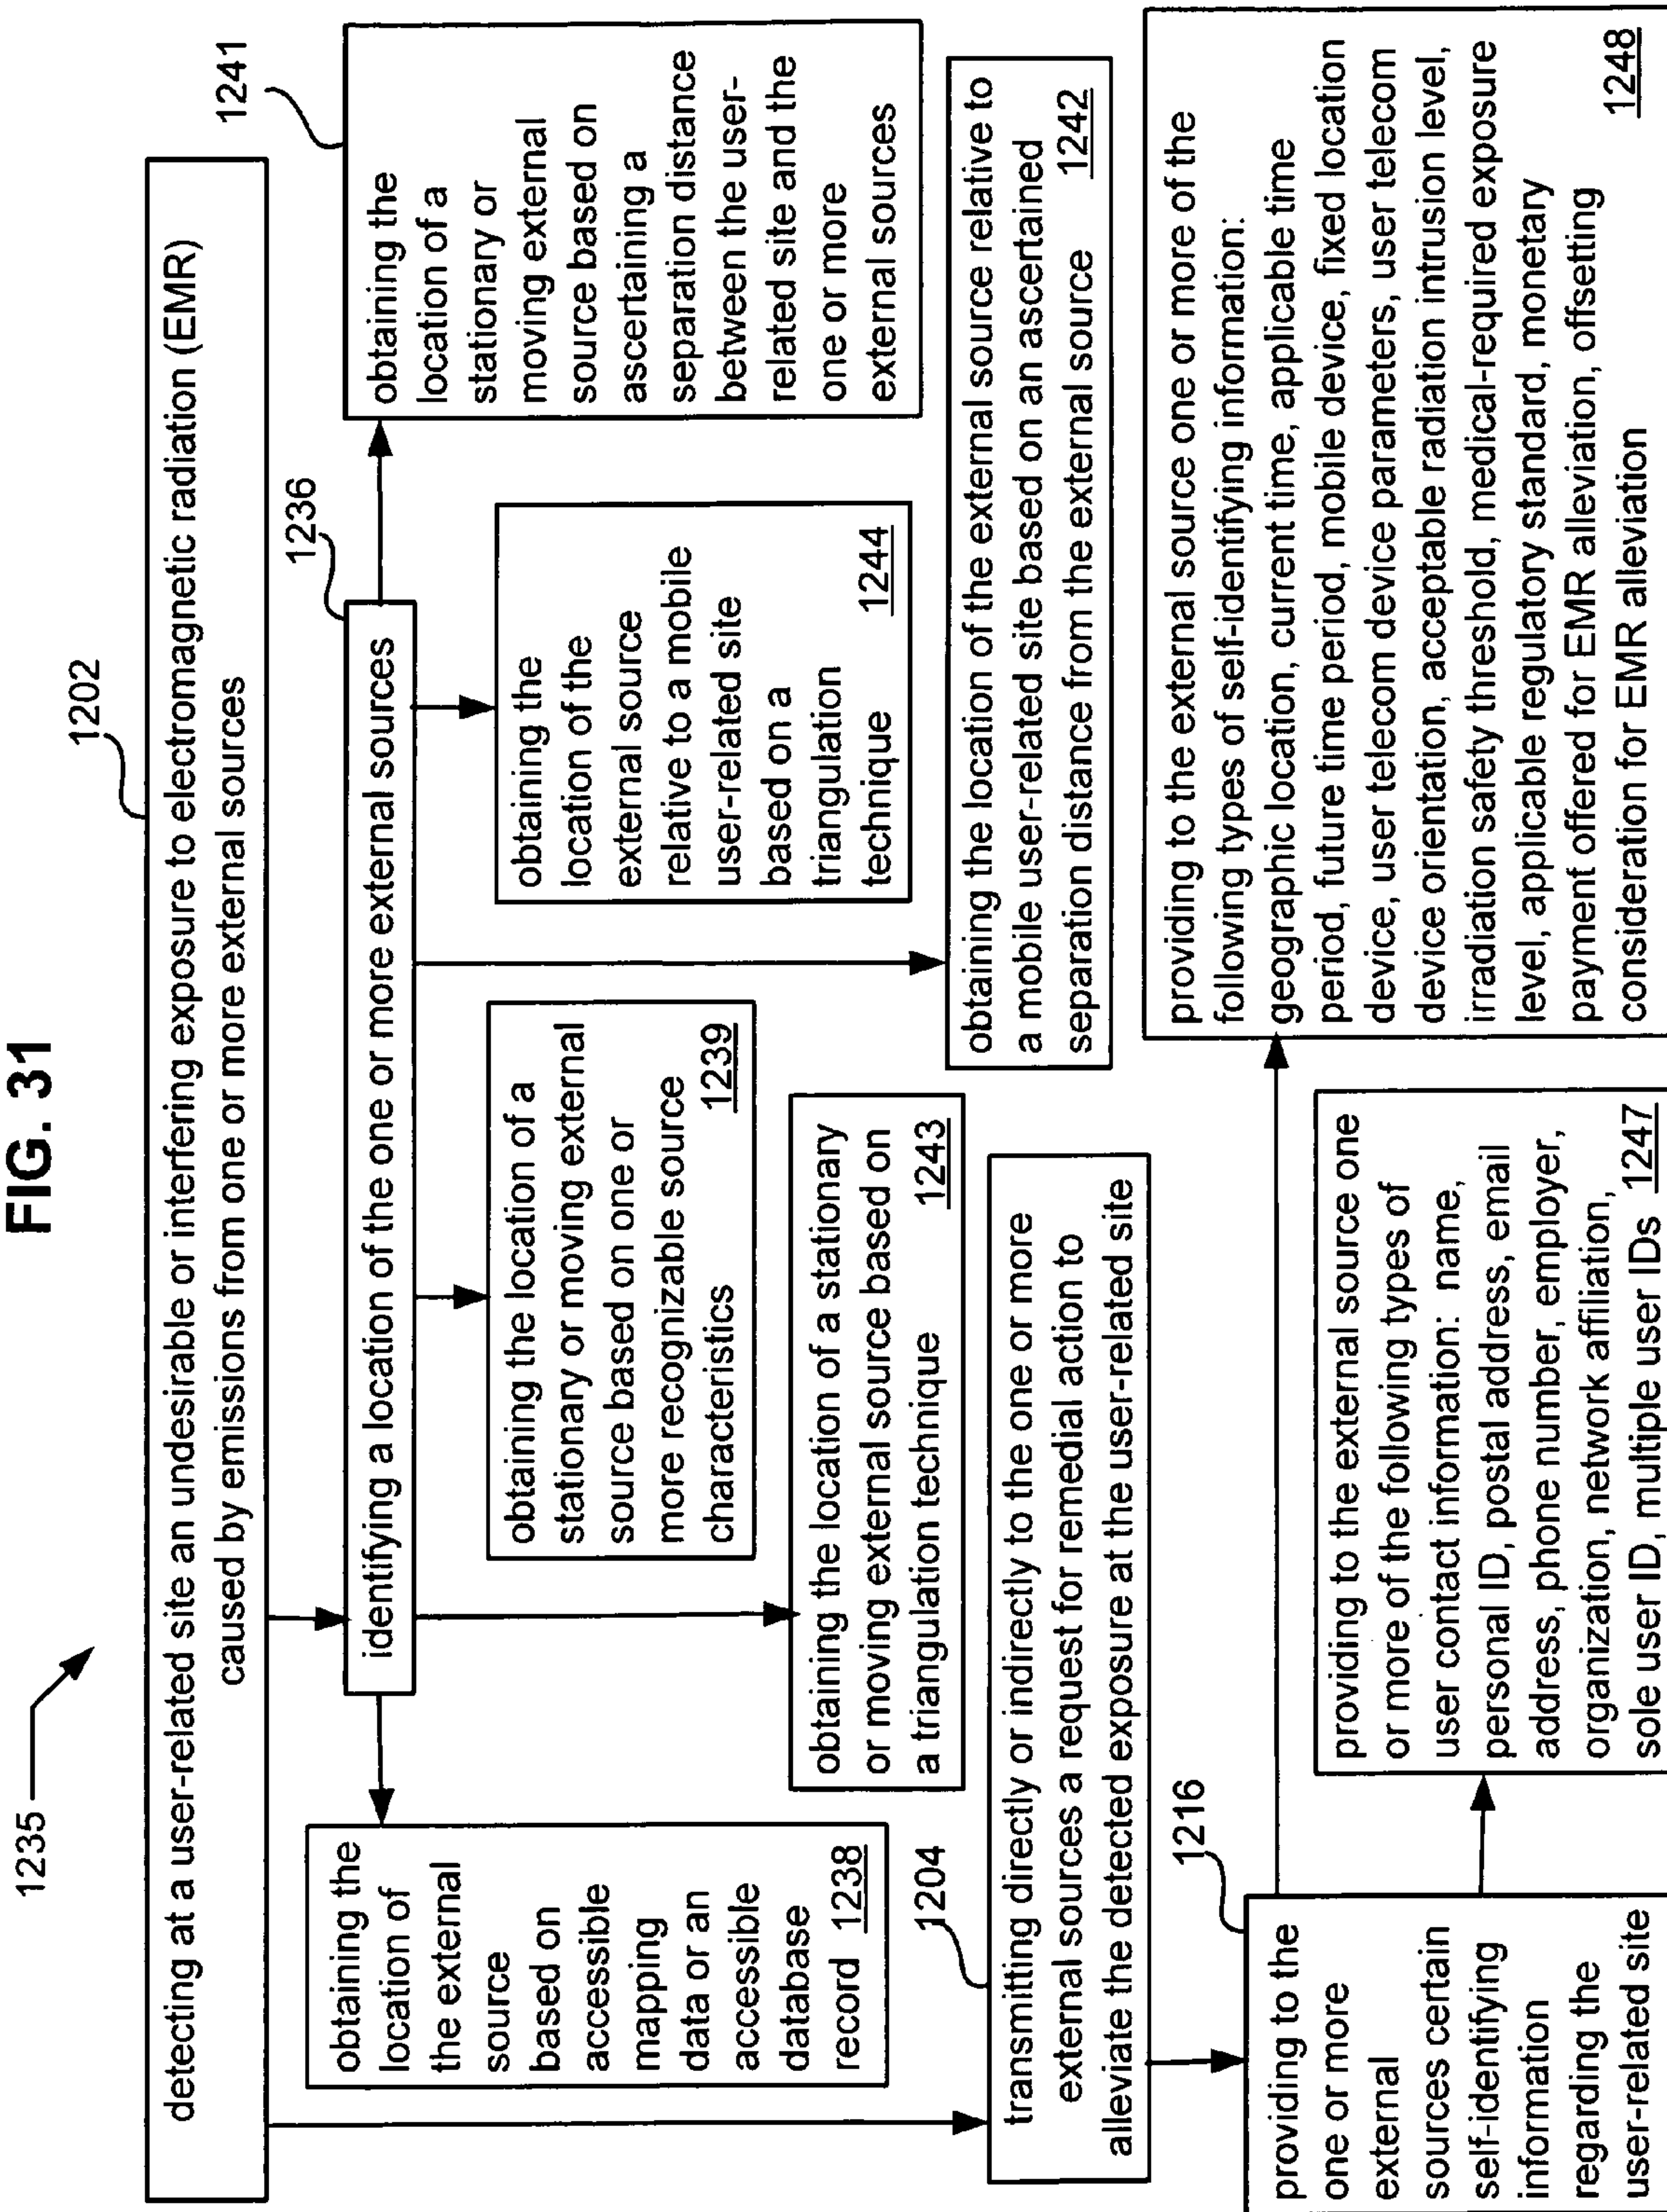 FIG. 31
1235
1202
detecting at a user-related site an undesirable or interfering exposure to electromagnetic radiation (EMR)
caused by emissions from one or more external sources
1236
identifying a location of the one or more external sources
1241
obtaining the
location of a
stationary or
moving external
source based on
ascertaining a
separation distance
between the user-
related site and the
one or more
external sources
obtaining the
location of
the external
source
based on
accessible
mapping
data or an
accessible
database
record 1238
obtaining the location of a
stationary or moving external
source based on one or
more recognizable source
characteristics 1239
obtaining the
location of the
external source
relative to a mobile
user-related site
based on a
triangulation
technique 1244
obtaining the location of a stationary
or moving external source based on
a triangulation technique 1243
obtaining the location of the external source relative to
a mobile user-related site based on an ascertained
separation distance from the external source 1242
1204
transmitting directly or indirectly to the one or more
external sources a request for remedial action to
alleviate the detected exposure at the user-related site
1216
providing to the
one or more
external
sources certain
self-identifying
information
regarding the
user-related site
providing to the external source one
or more of the following types of
user contact information: name,
personal ID, postal address, email
address, phone number, employer,
organization, network affiliation,
sole user ID, multiple user IDs 1247
providing to the external source one or more of the
following types of self-identifying information:
geographic location, current time, applicable time
period, future time period, mobile device, fixed location
device, user telecom device parameters, user telecom
device orientation, acceptable radiation intrusion level,
irradiation safety threshold, medical-required exposure
level, applicable regulatory standard, monetary
payment offered for EMR alleviation, offsetting
consideration for EMR alleviation 1248